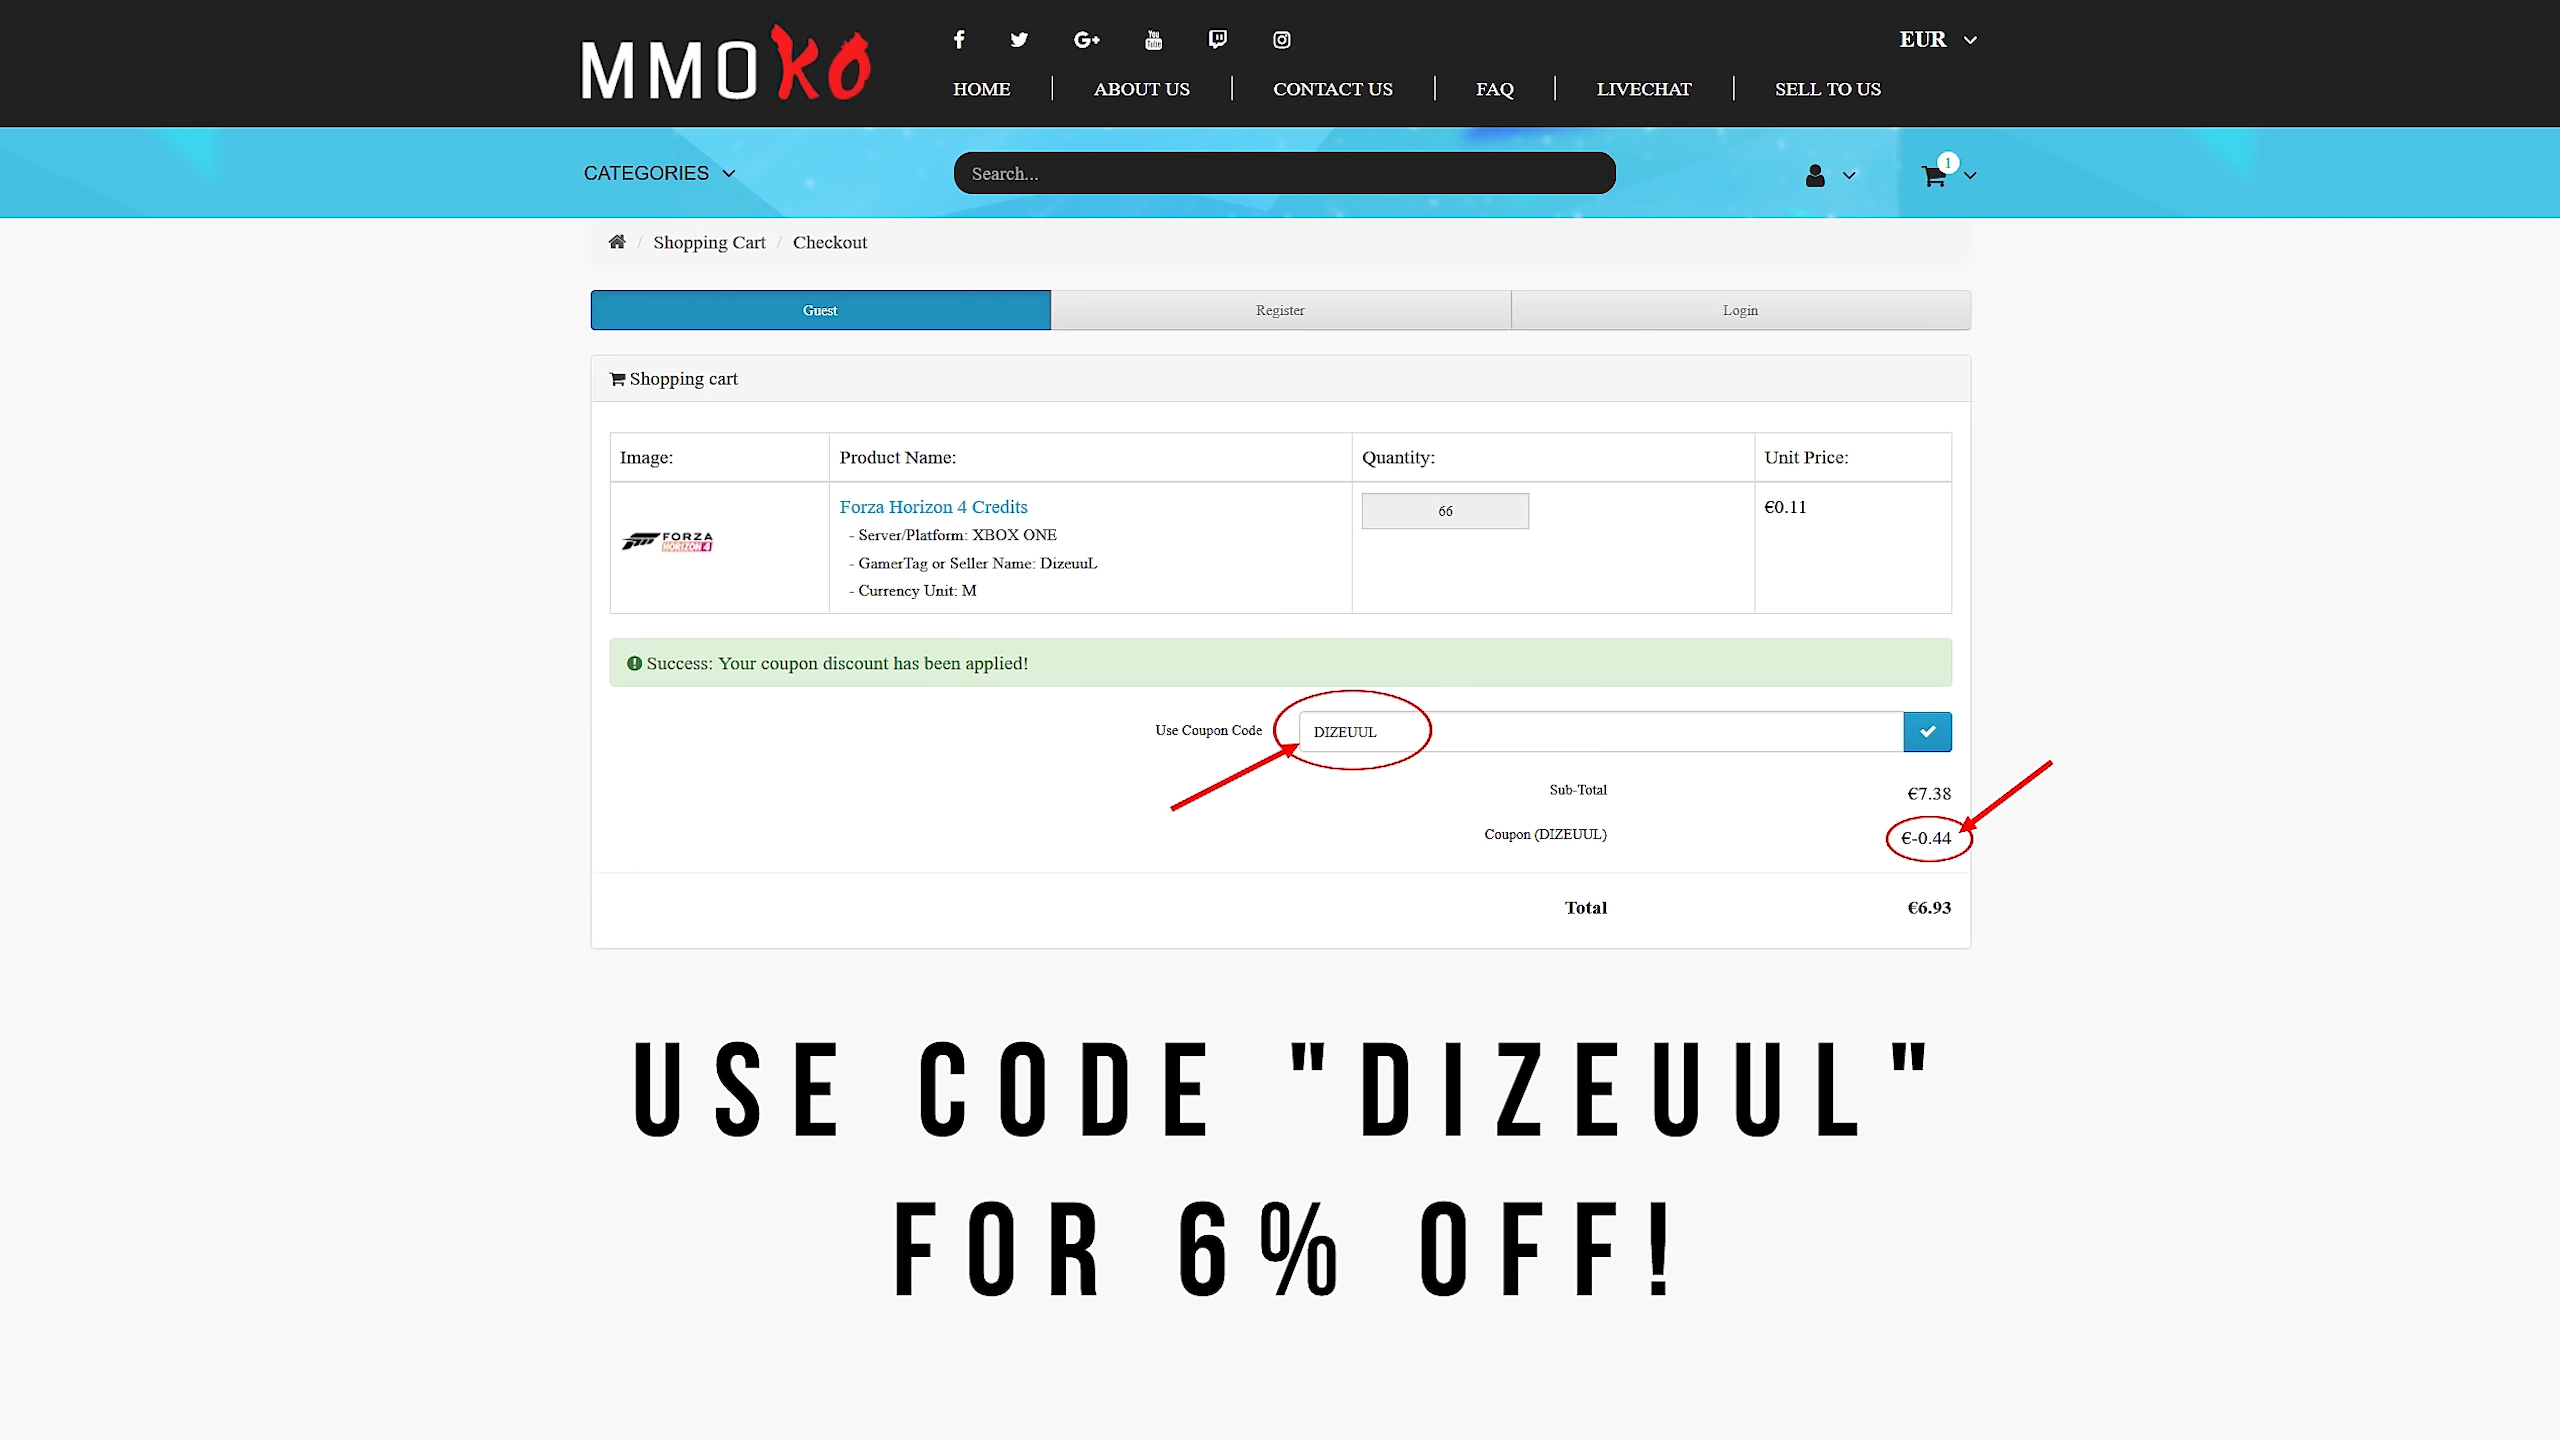 MMOKO
EUR
HOME ABOUT US CONTACT US FAQ LIVECHAT SELL TO US
CATEGORIES Search... 1
/ Shopping Cart / Checkout
Guest Register Login
Shopping cart
Image: Product Name: Quantity: Unit Price:
Forza Horizon 4 Credits 66 €0.11
- Server/Platform: XBOX ONE
FORZA
HORIZON 4
- GamerTag or Seller Name: DizeuuL
- Currency Unit: M
Success: Your coupon discount has been applied!
Use Coupon Code DIZEUUL
Sub-Total €7.38
Coupon (DIZEUUL) €-0.44
Total €6.93
USE CODE "DIZEUUL"
FOR 6% OFF!